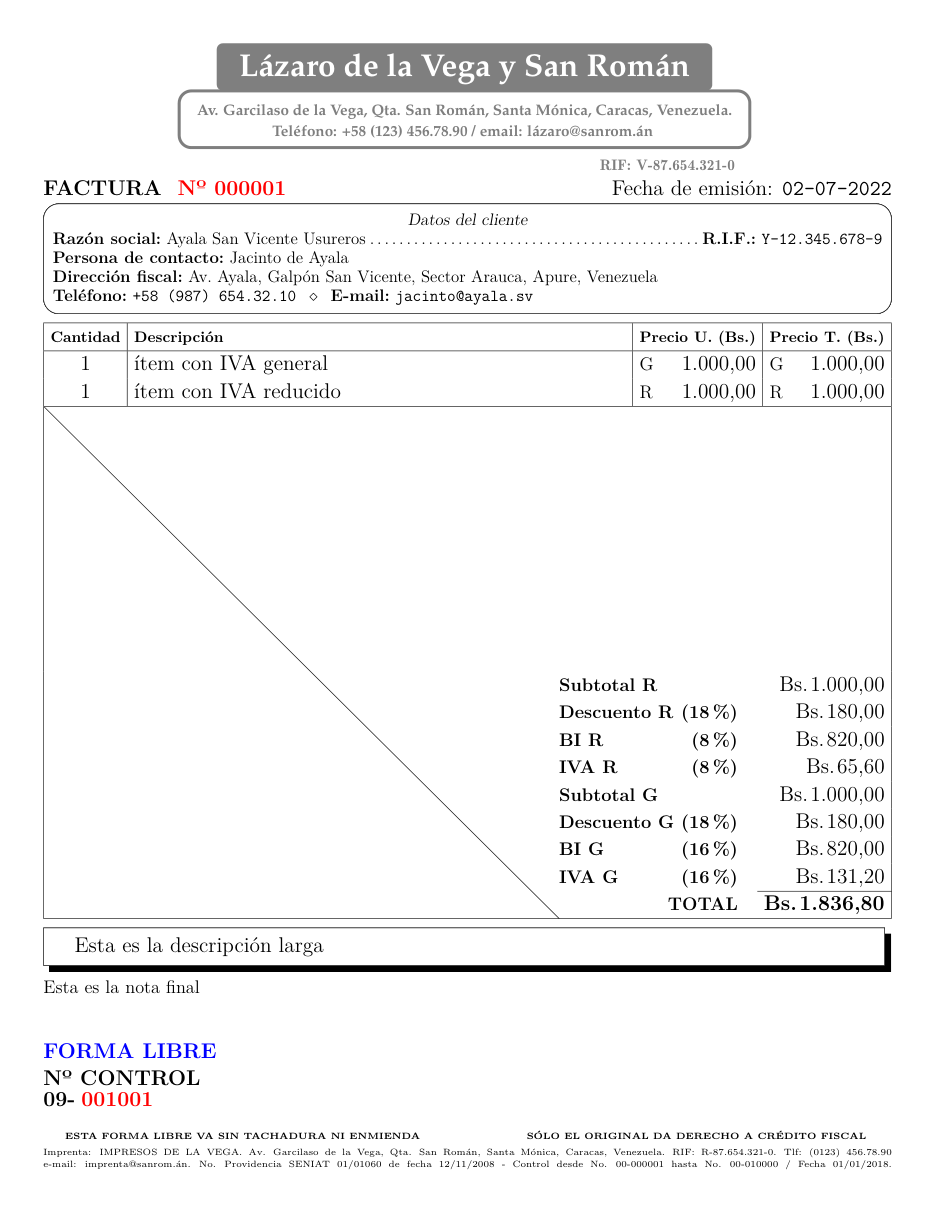 Lázaro de la Vega y San Román
Av. Garcilaso de la Vega, Qta. San Román, Santa Mónica, Caracas, Venezuela.
Teléfono: +58 (123) 456.78.90 / email: lázaro@sanrom.án
RIF: V-87.654.321-0
FACTURA Nº 000001 Fecha de emisión: 02-07-2022
Datos del cliente
Razón social: Ayala San Vicente Usureros ............................................. R.I.F.: Y-12.345.678-9
Persona de contacto: Jacinto de Ayala
Dirección fiscal: Av. Ayala, Galpón San Vicente, Sector Arauca, Apure, Venezuela
Teléfono: +58 (987) 654.32.10 ⋄ E-mail: jacinto@ayala.sv
Cantidad Descripción Precio U. (Bs.) Precio T. (Bs.)
1 ítem con IVA general G 1.000,00 G 1.000,00
1 ítem con IVA reducido R 1.000,00 R 1.000,00
Subtotal R Bs. 1.000,00
Descuento R (18 %) Bs. 180,00
BI R (8 %) Bs. 820,00
IVA R (8 %) Bs. 65,60
Subtotal G Bs. 1.000,00
Descuento G (18 %) Bs. 180,00
BI G (16 %) Bs. 820,00
IVA G (16 %) Bs. 131,20
TOTAL Bs. 1.836,80
Esta es la descripción larga
Esta es la nota final
FORMA LIBRE
Nº CONTROL
09- 001001
ESTA FORMA LIBRE VA SIN TACHADURA NI ENMIENDA SÓLO EL ORIGINAL DA DERECHO A CRÉDITO FISCAL
Imprenta: IMPRESOS DE LA VEGA. Av. Garcilaso de la Vega, Qta. San Román, Santa Mónica, Caracas, Venezuela. RIF: R-87.654.321-0. Tlf: (0123) 456.78.90
e-mail: imprenta@sanrom.án. No. Providencia SENIAT 01/01060 de fecha 12/11/2008 - Control desde No. 00-000001 hasta No. 00-010000 / Fecha 01/01/2018.